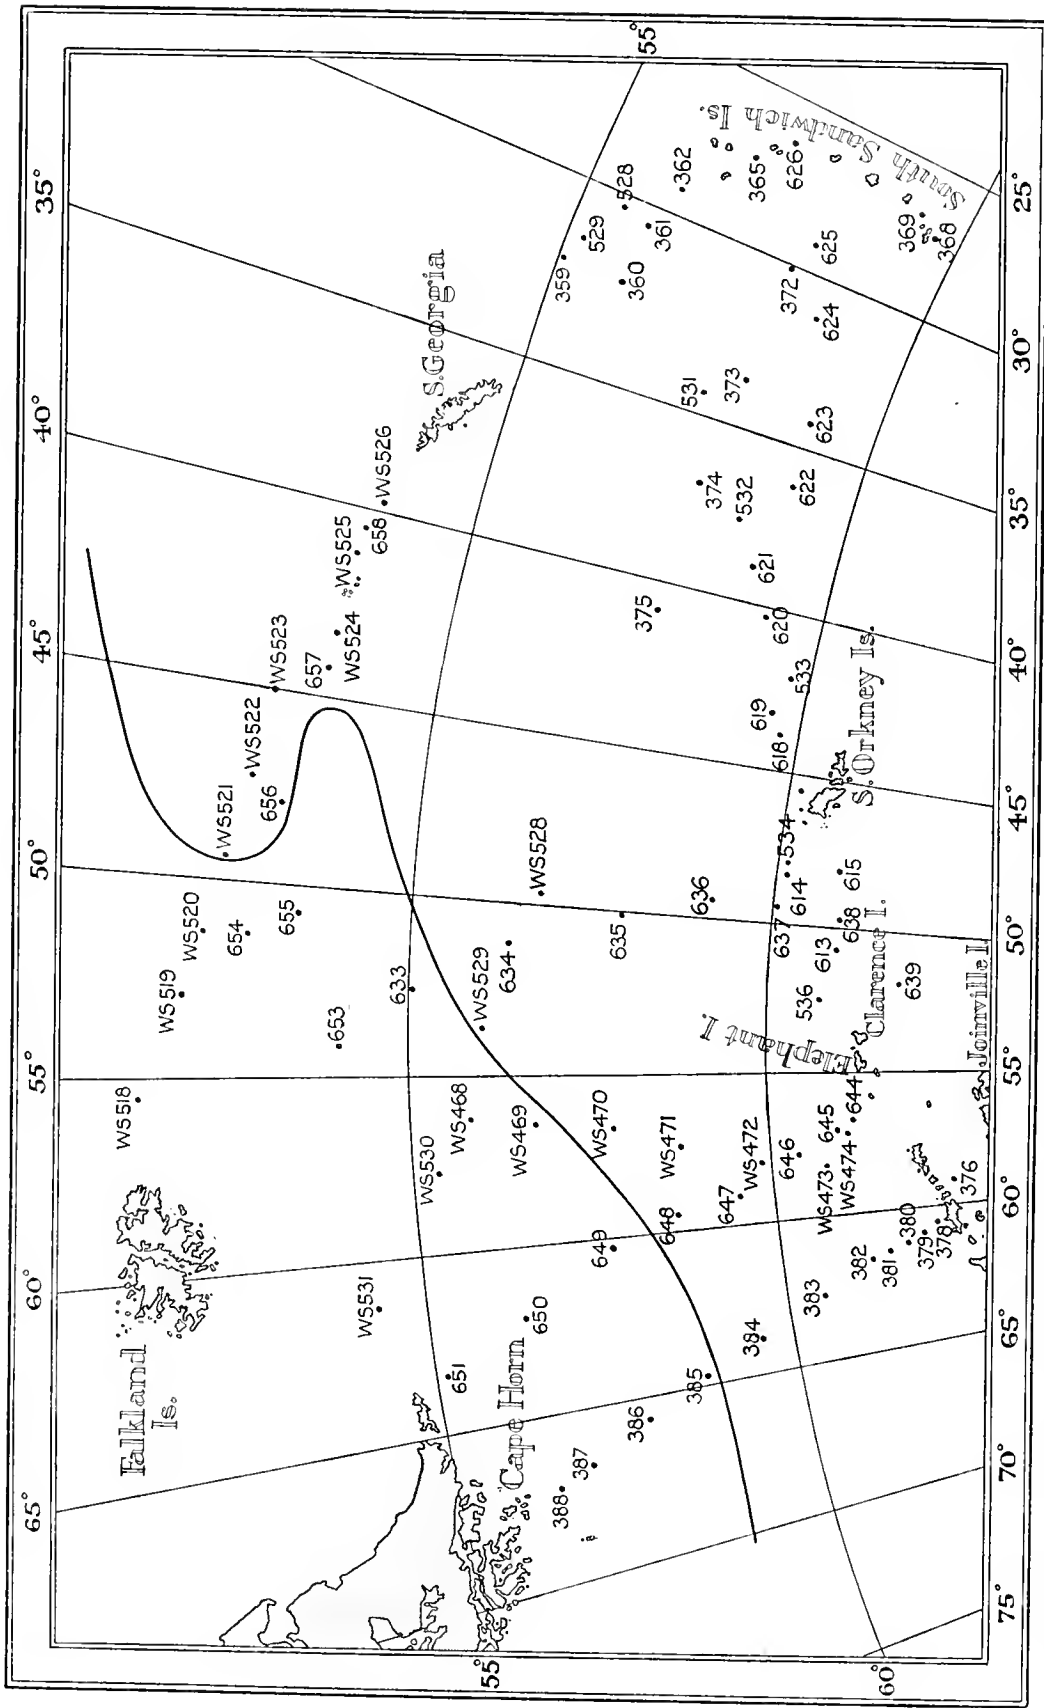 65°
60°
55°
50°
45°
40°
35°
Falkland
Is.
WS518
WS519
WS520
WS521
WS522
WS523
WS524
WS525
WS526
654
655
656
657
658
S.Georgia
653
633
WS531
WS530
WS468
WS469
WS529
634
WS528
651
650
Cape Horn
649
WS470
WS471
635
636
359
529
528
360
361
362
55°
55°
388
387
386
385
384
648
647
WS472
646
637
614
534
618
619
533
620
375
621
374
532
531
373
622
623
624
372
625
365
626
South Sandwich Is.
369
368
383
382
381
380
379
378
376
WS473
WS474
645
644
Elephant I.
Clarence I.
536
613
638
615
639
S.Orkney Is.
Joinville I.
60°
75°
70°
65°
60°
55°
50°
45°
40°
35°
30°
25°